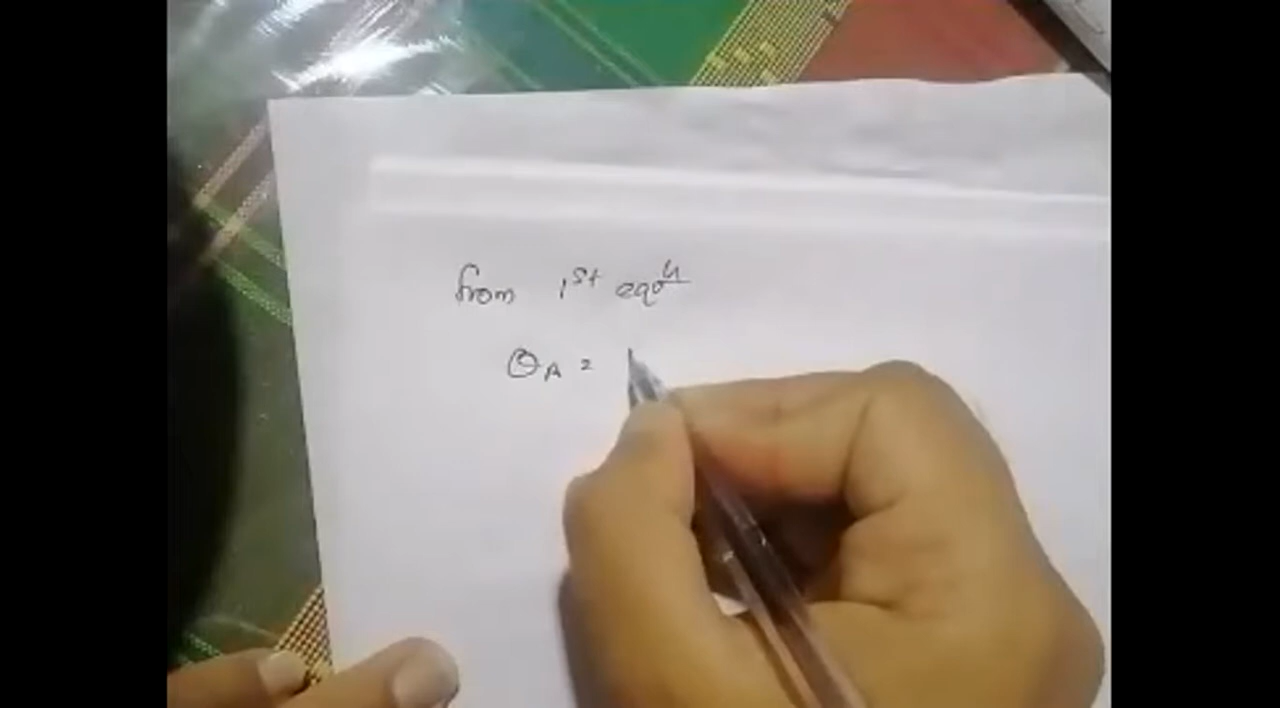 from 1st eqn
θA =